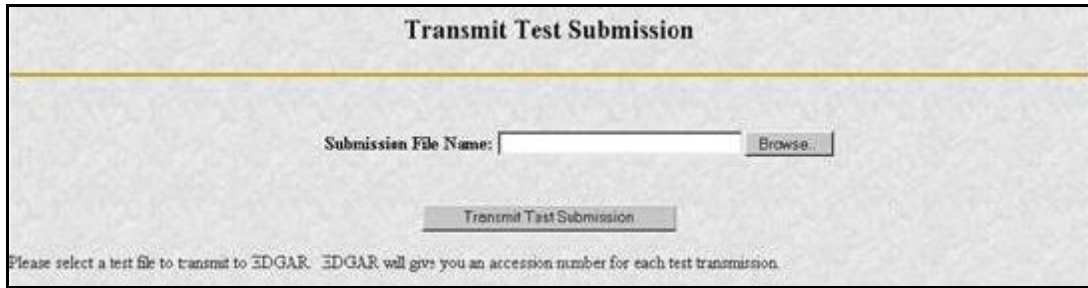 Transmit Test Submission
Submission File Name: Browse..
Transmit Test Submission
Please select a test file to transmit to EDGAR. EDGAR will give you an accession number for each test transmission.